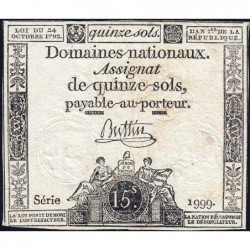 LOI DU 24 OCTOBRE 1792.
quinze sols.
L'AN 1er. DE LA RÉPUBLIQUE.
Domaines nationaux.
Assignat
de quinze sols,
payable au porteur.
Buttin
Série
15 s
1999.
LA LOI PUNIT DE MORT LE CONTREFACTEUR.
LA NATION RÉCOMPENSE LE DÉNONCIATEUR.